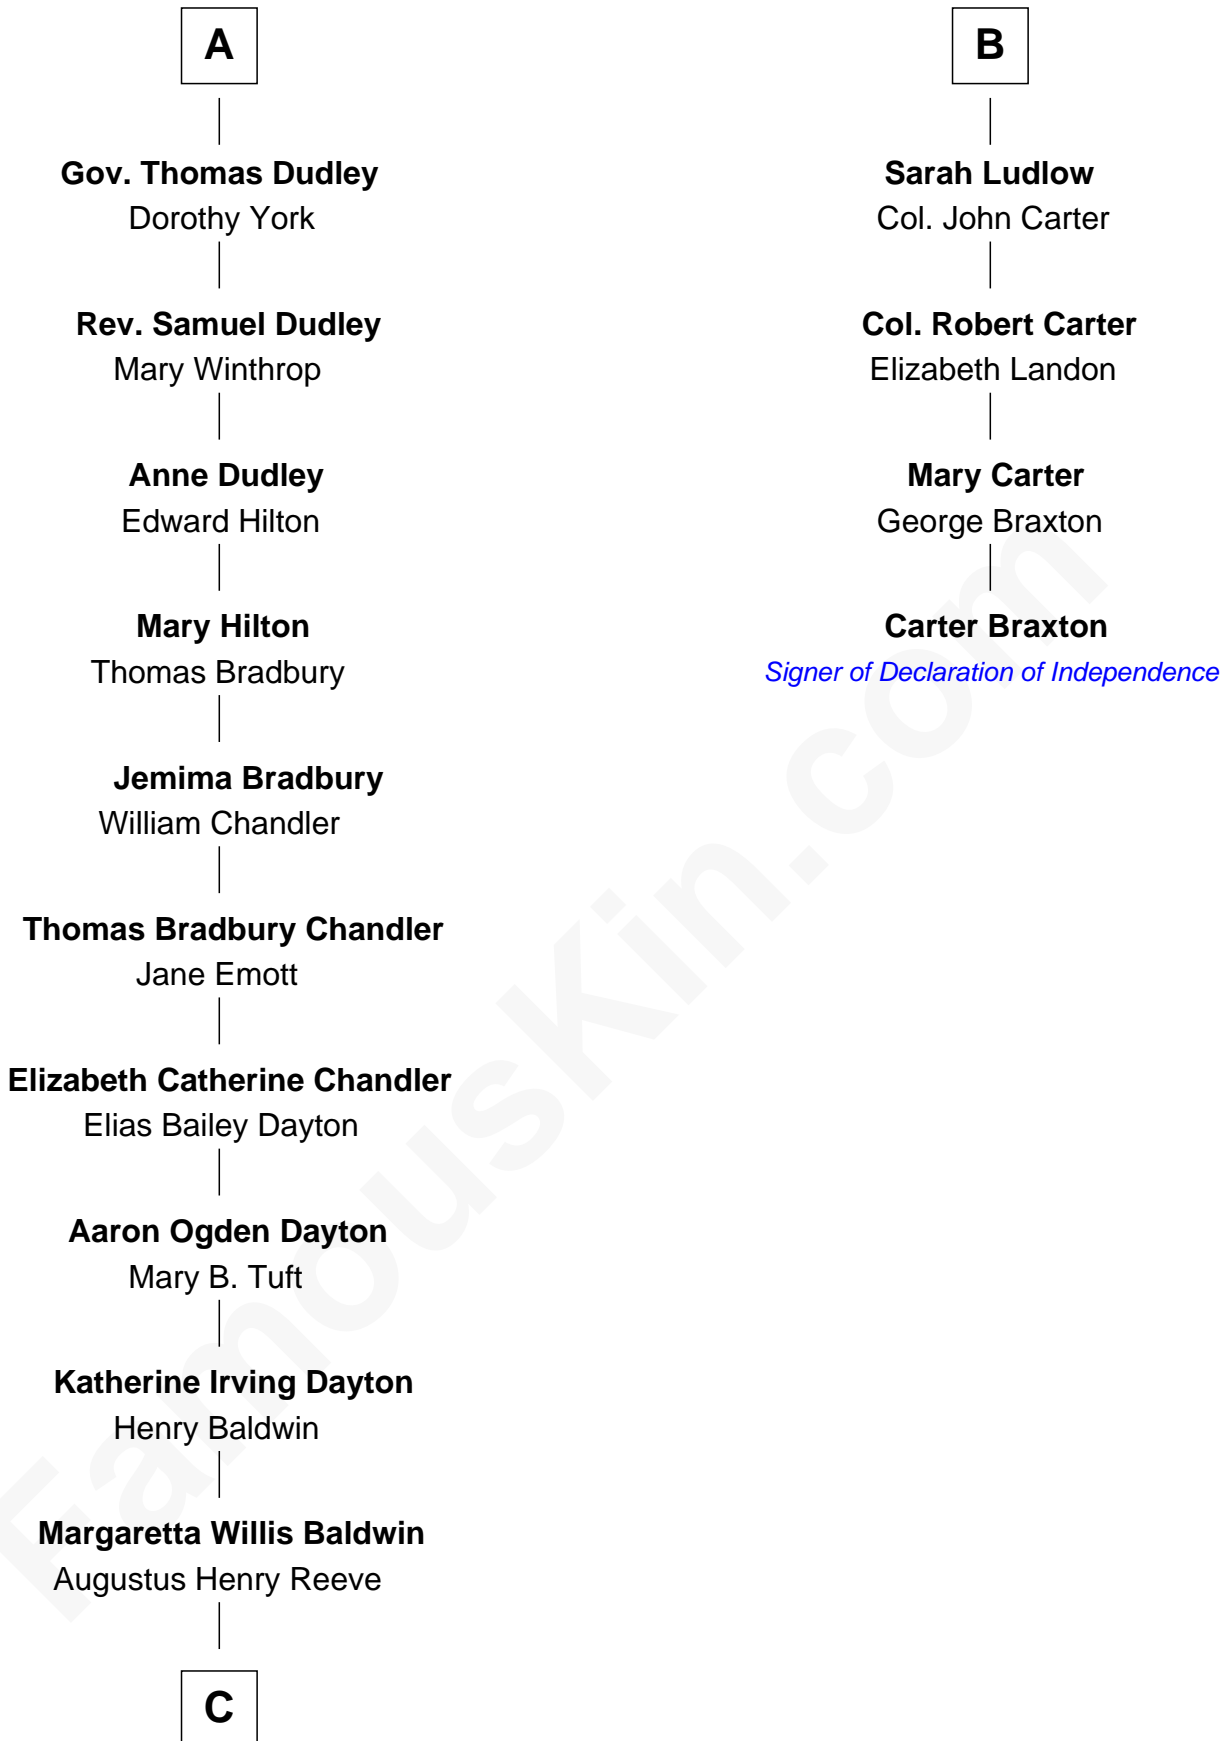 A
Gov. Thomas Dudley
Dorothy York
Rev. Samuel Dudley
Mary Winthrop
Anne Dudley
Edward Hilton
Mary Hilton
Thomas Bradbury
Jemima Bradbury
William Chandler
Thomas Bradbury Chandler
Jane Emott
Elizabeth Catherine Chandler
Elias Bailey Dayton
Aaron Ogden Dayton
Mary B. Tuft
Katherine Irving Dayton
Henry Baldwin
Margaretta Willis Baldwin
Augustus Henry Reeve
C
B
Sarah Ludlow
Col. John Carter
Col. Robert Carter
Elizabeth Landon
Mary Carter
George Braxton
Carter Braxton
Signer of Declaration of Independence
FamousKin.com